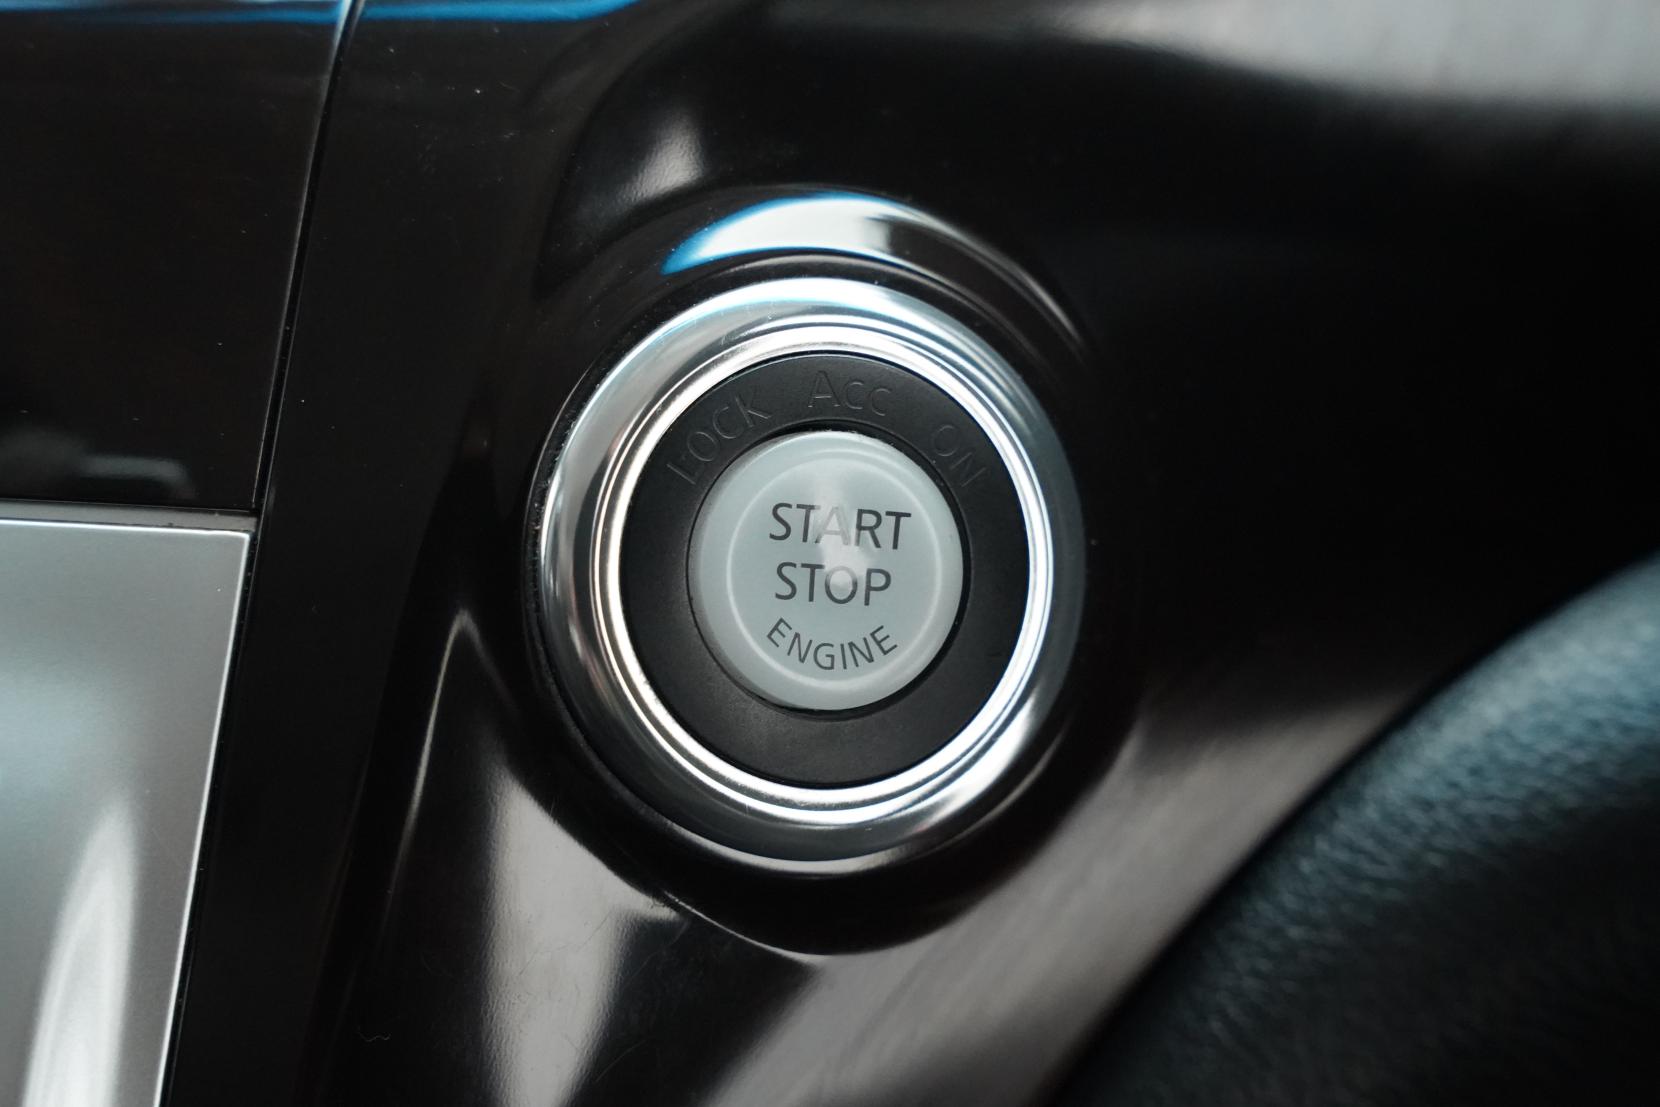 LOCK Acc ON
START
STOP
ENGINE